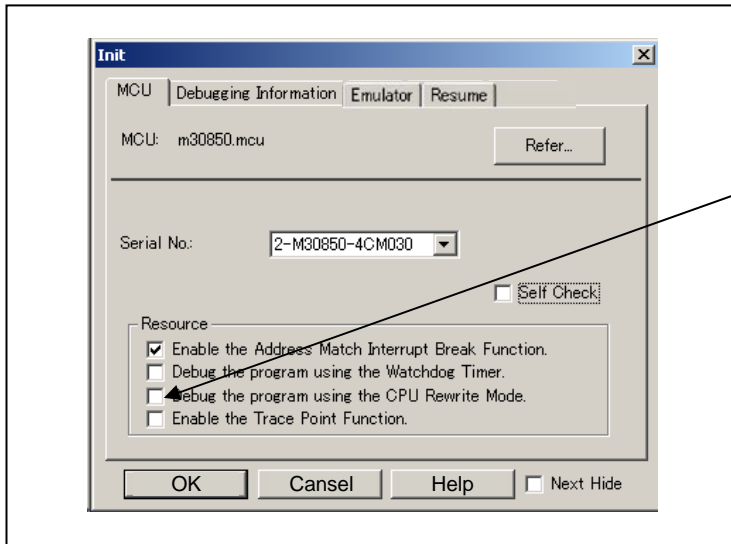 Init
MCU Debugging Information Emulator Resume
MCU: m30850.mcu Refer...
Serial No.: 2-M30850-4CM030
Self Check
Resource
Enable the Address Match Interrupt Break Function.
Debug the program using the Watchdog Timer.
Debug the program using the CPU Rewrite Mode.
Enable the Trace Point Function.
OK Cansel Help Next Hide